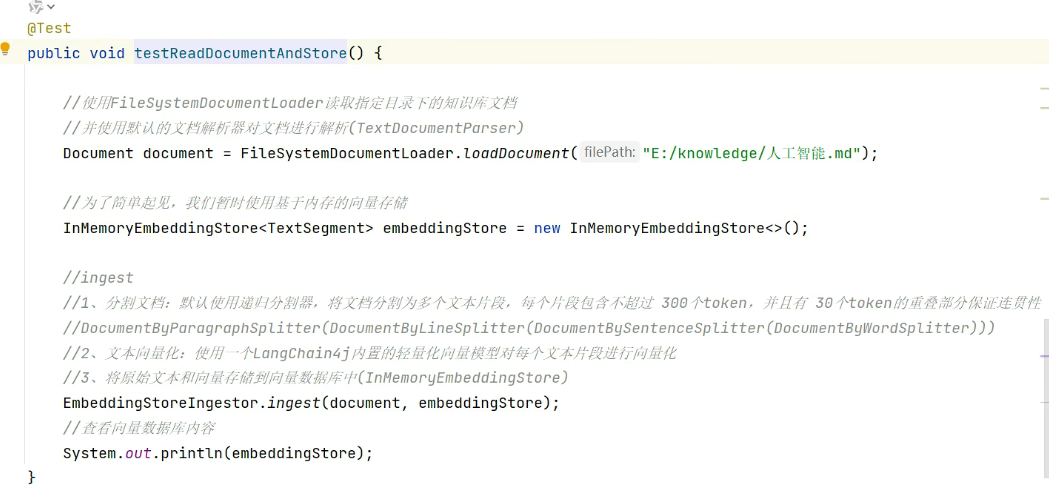 @Test
public void testReadDocumentAndStore() {
//使用FileSystemDocumentLoader读取指定目录下的知识库文档
//并使用默认的文档解析器对文档进行解析(TextDocumentParser)
Document document = FileSystemDocumentLoader.loadDocument( filePath: "E:/knowledge/人工智能.md");
//为了简单起见，我们暂时使用基于内存的向量存储
InMemoryEmbeddingStore<TextSegment> embeddingStore = new InMemoryEmbeddingStore<>();
//ingest
//1、分割文档：默认使用递归分割器，将文档分割为多个文本片段，每个片段包含不超过 300个token，并且有 30个token的重叠部分保证连贯性
//DocumentByParagraphSplitter(DocumentByLineSplitter(DocumentBySentenceSplitter(DocumentByWordSplitter)))
//2、文本向量化：使用一个LangChain4j内置的轻量化向量模型对每个文本片段进行向量化
//3、将原始文本和向量存储到向量数据库中(InMemoryEmbeddingStore)
EmbeddingStoreIngestor.ingest(document, embeddingStore);
//查看向量数据库内容
System.out.println(embeddingStore);
}